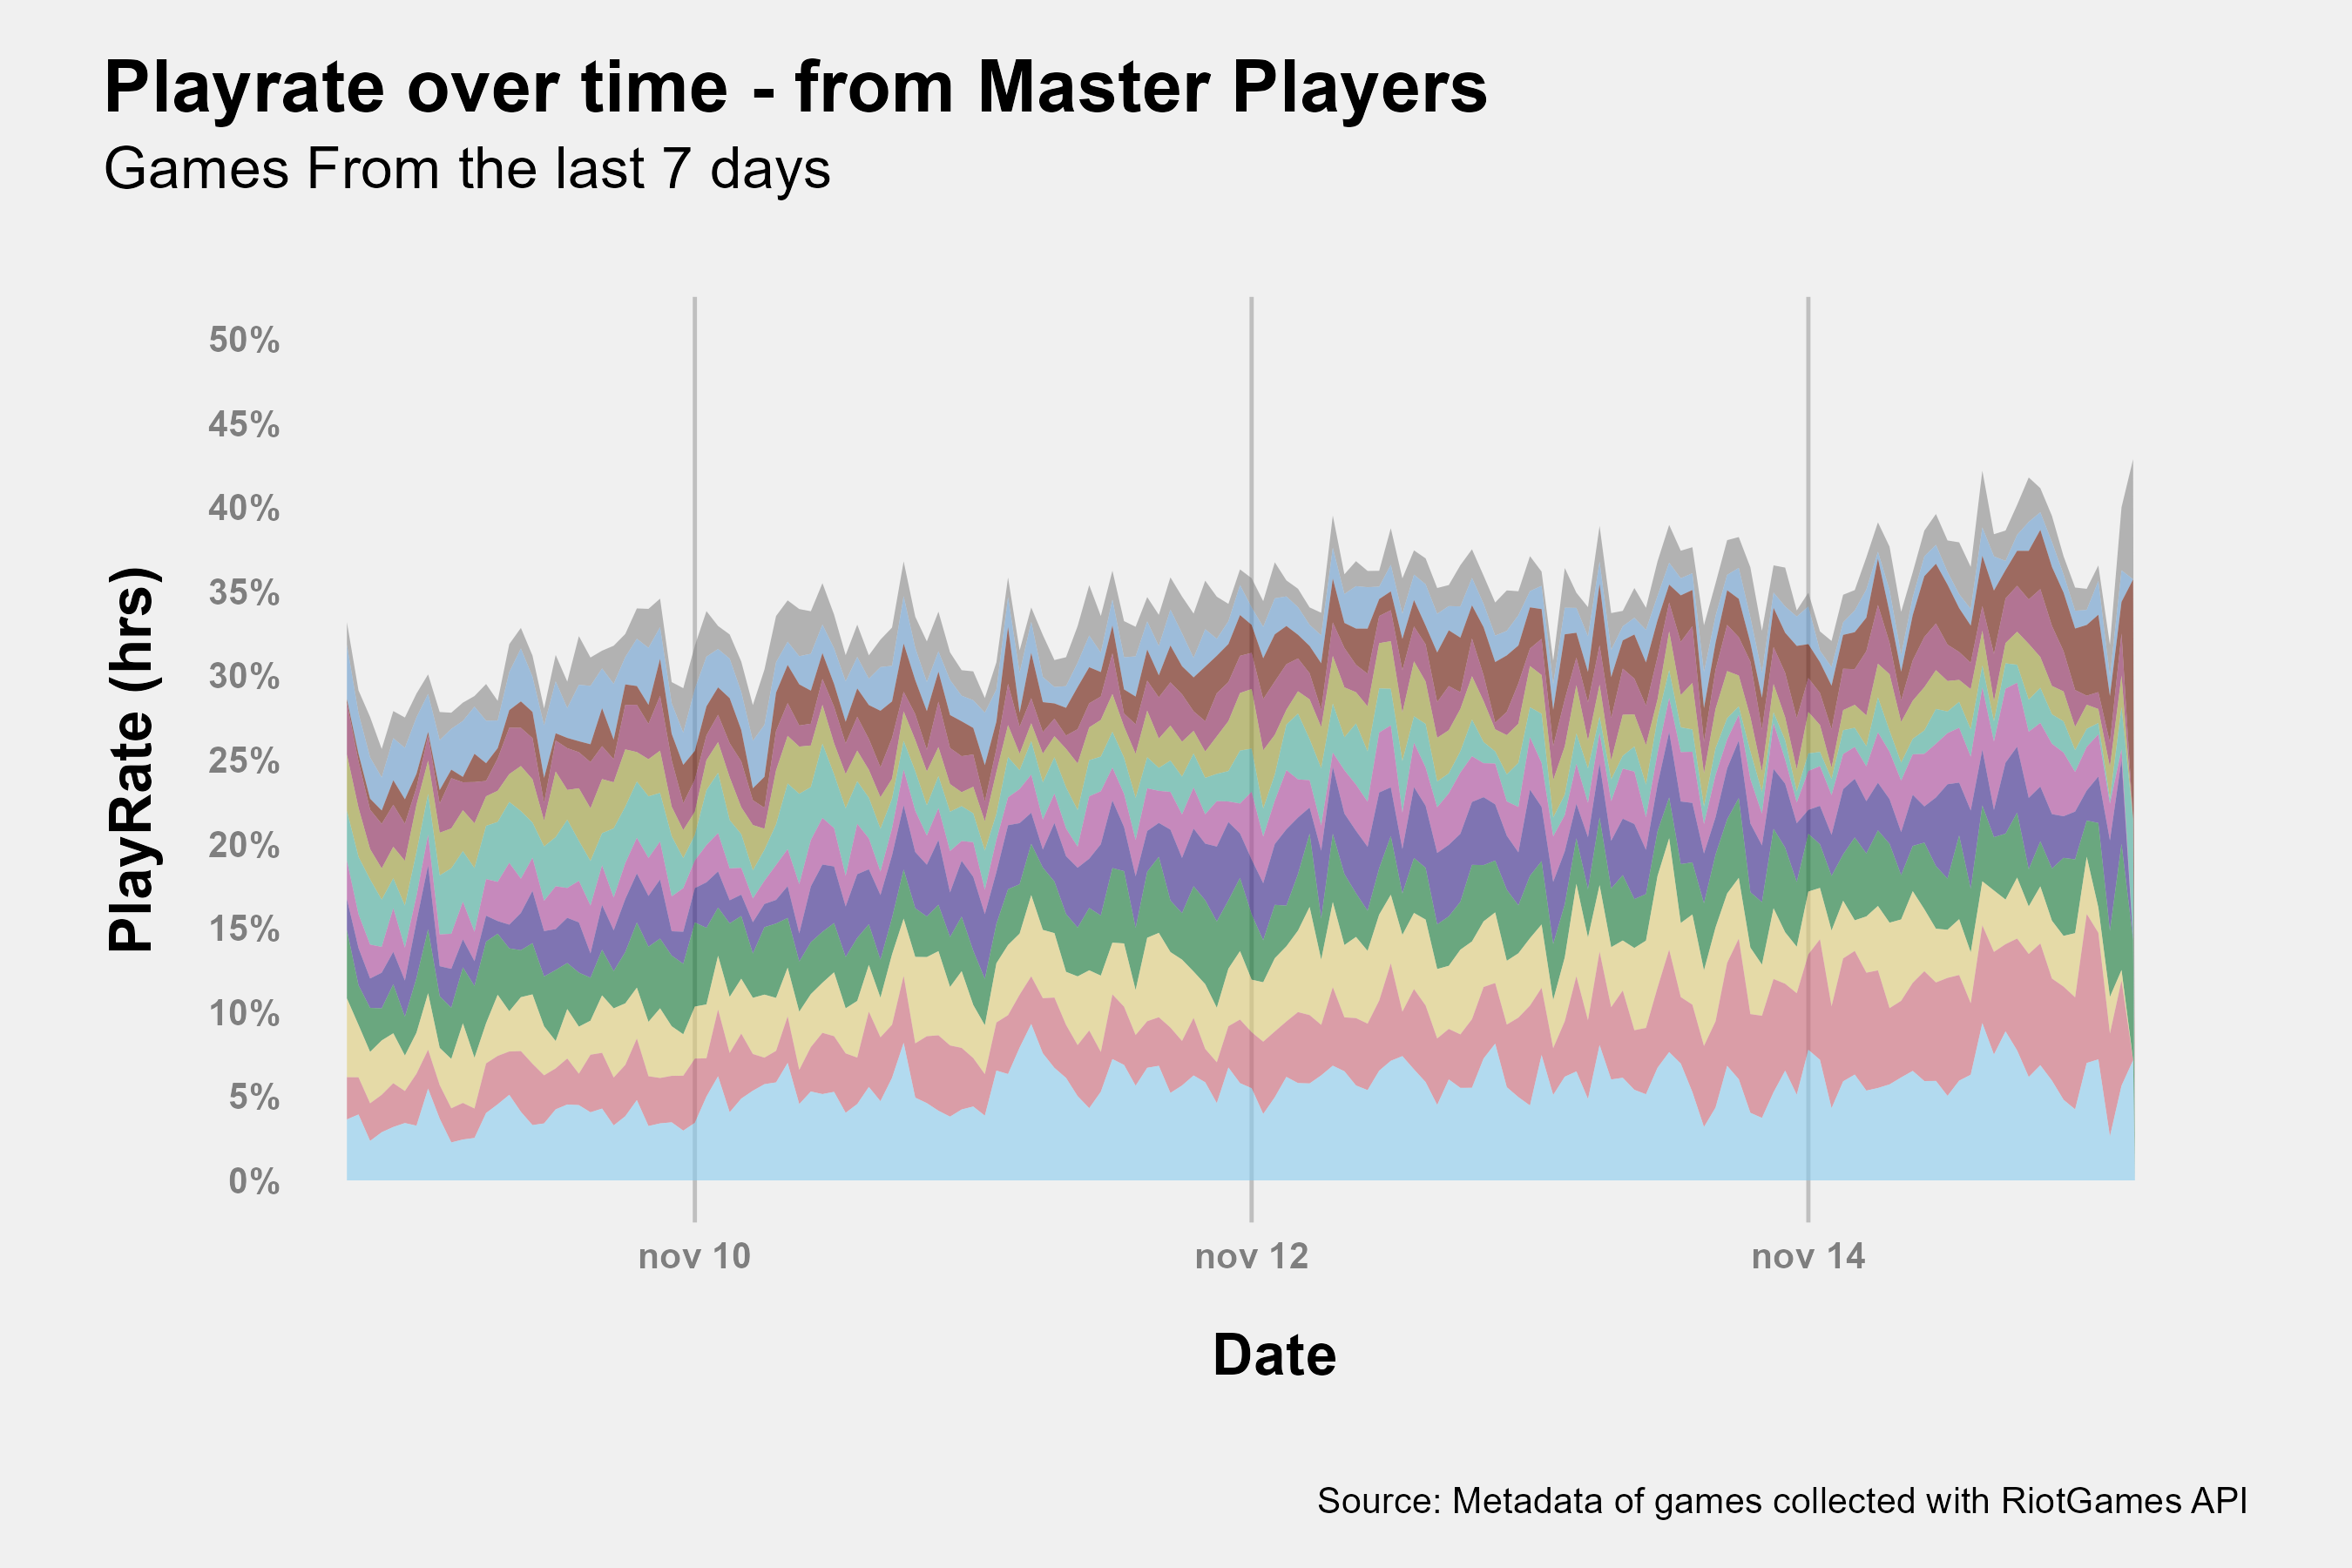 Playrate over time - from Master Players
Games From the last 7 days
50%
45%
40%
35%
30%
25%
20%
15%
10%
5%
0%
PlayRate (hrs)
nov 10
nov 12
nov 14
Date
Source: Metadata of games collected with RiotGames API